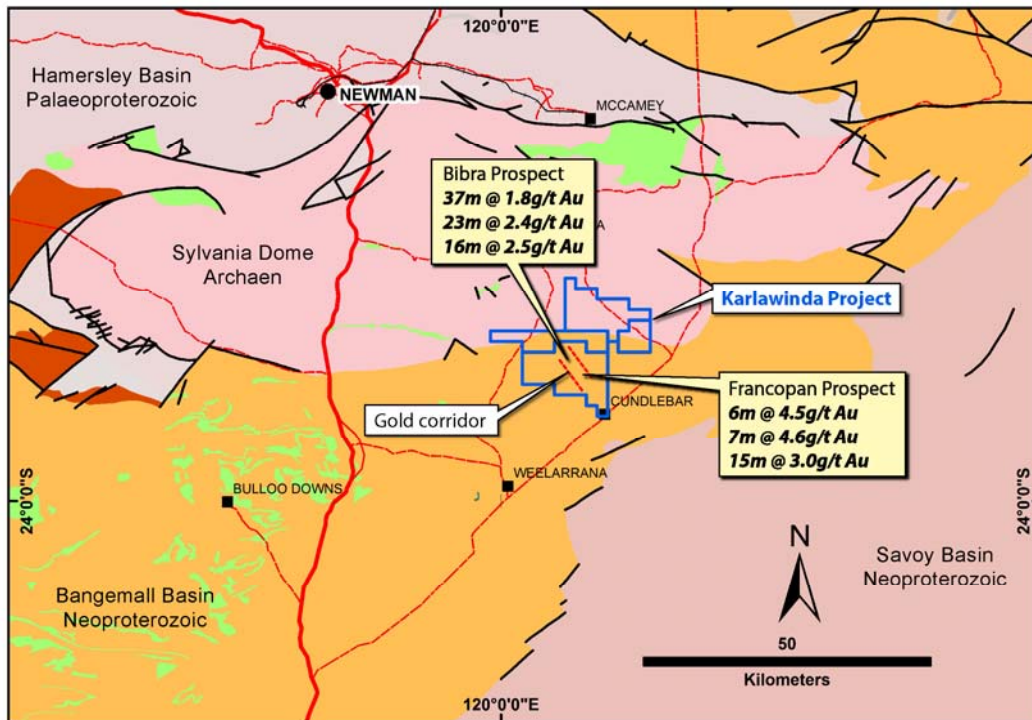 120°0'0"E
Hamersley Basin
Palaeoproterozoic
NEWMAN
MCCAMEY
Bibra Prospect
37m @ 1.8g/t Au
23m @ 2.4g/t Au
16m @ 2.5g/t Au
A
Sylvania Dome
Archaen
Karlawinda Project
Gold corridor
CUNDLEBAR
Francopan Prospect
6m @ 4.5g/t Au
7m @ 4.6g/t Au
15m @ 3.0g/t Au
WEELARRANA
BULLOO DOWNS
24°0'0"S
24°0'0"S
N
Savoy Basin
Neoproterozoic
Bangemall Basin
Neoproterozoic
50
Kilometers
120°0'0"E